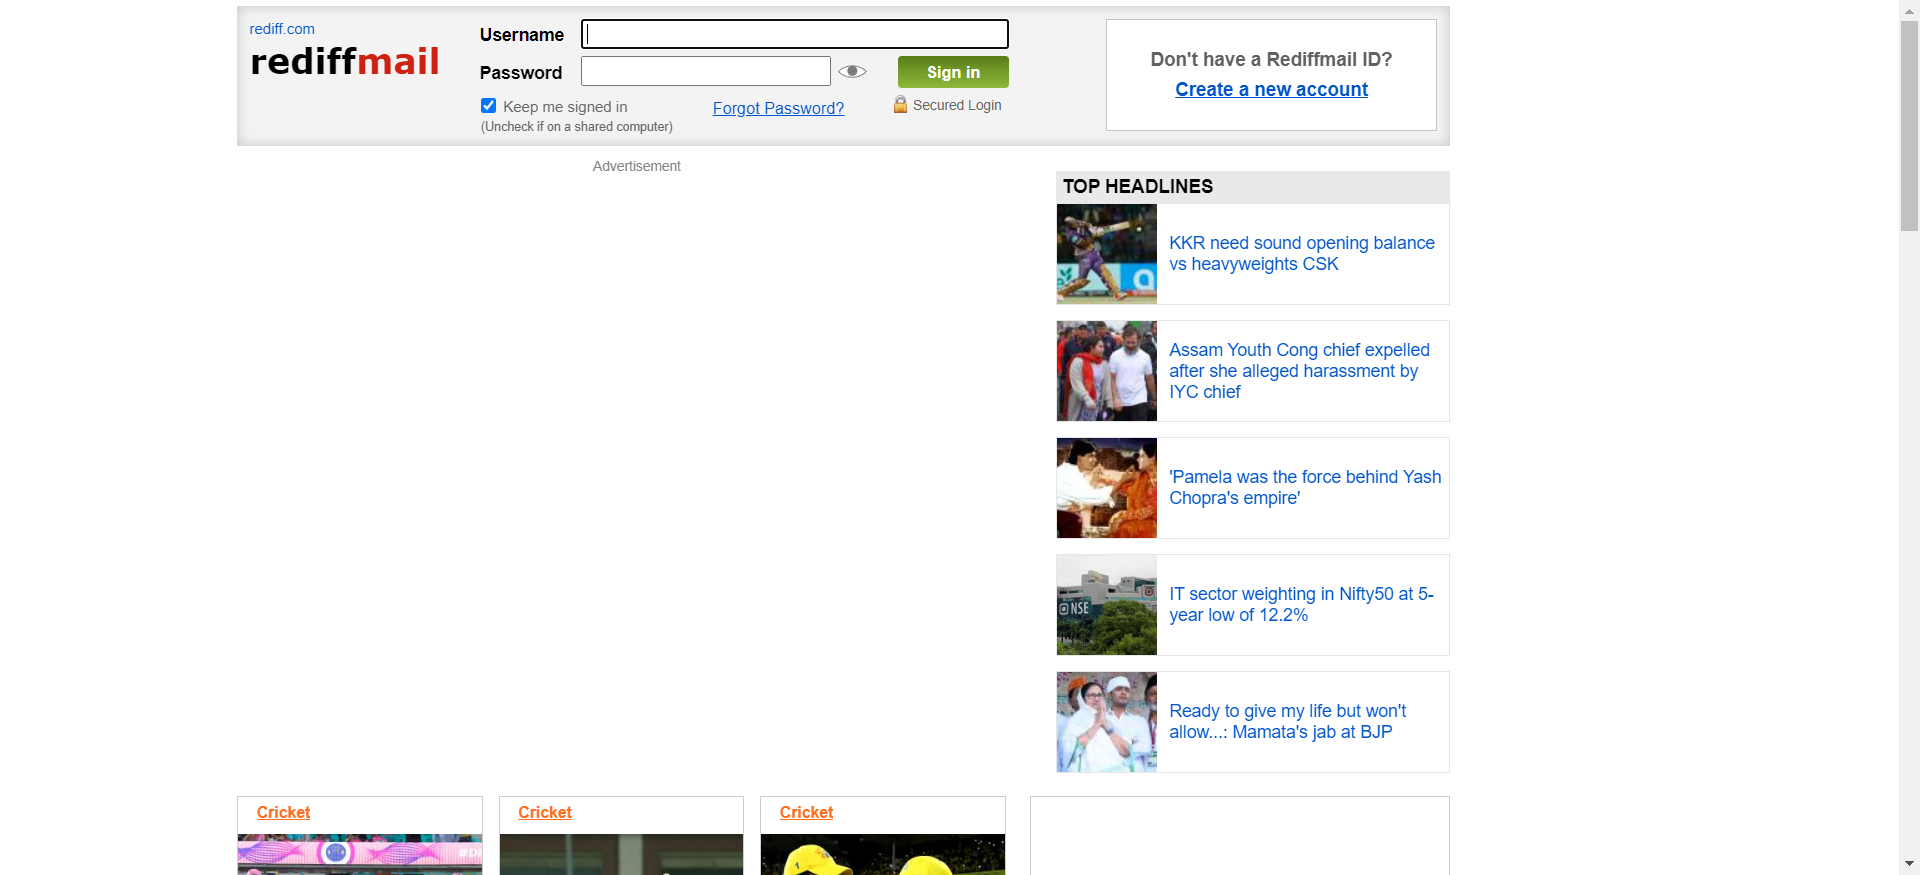 rediff.com
rediffmail
Username
Password
Sign in
Keep me signed in
(Uncheck if on a shared computer)
Forgot Password?
Secured Login
Don't have a Rediffmail ID?
Create a new account
Advertisement
TOP HEADLINES
KKR need sound opening balance
vs heavyweights CSK
Assam Youth Cong chief expelled
after she alleged harassment by
IYC chief
'Pamela was the force behind Yash
Chopra's empire'
NSE
IT sector weighting in Nifty50 at 5-
year low of 12.2%
Ready to give my life but won't
allow...: Mamata's jab at BJP
Cricket
Cricket
Cricket